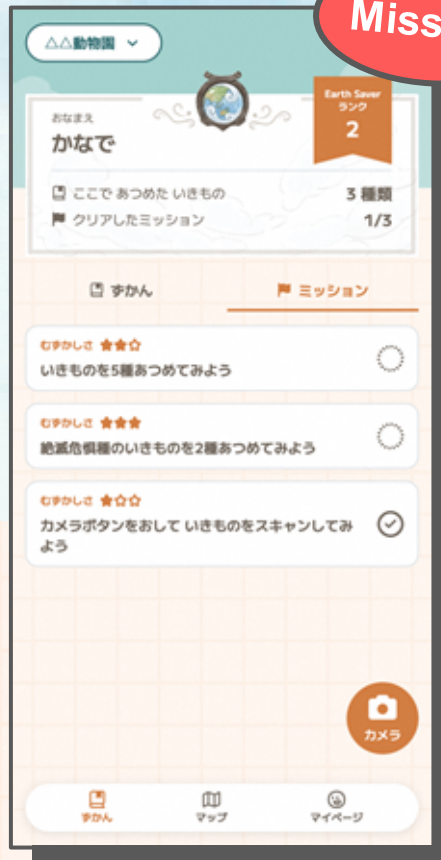 Miss
△△動物園
Earth Saver
ランク
2
おなまえ
かなで
ここで あつめた いきもの
3 種類
クリアしたミッション
1/3
ずかん
ミッション
むずかしさ ★★☆
いきものを5種あつめてみよう
むずかしさ ★★★
絶滅危惧種のいきものを2種あつめてみよう
むずかしさ ★☆☆
カメラボタンをおして いきものをスキャンしてみ
よう
カメラ
ずかん
マップ
マイページ